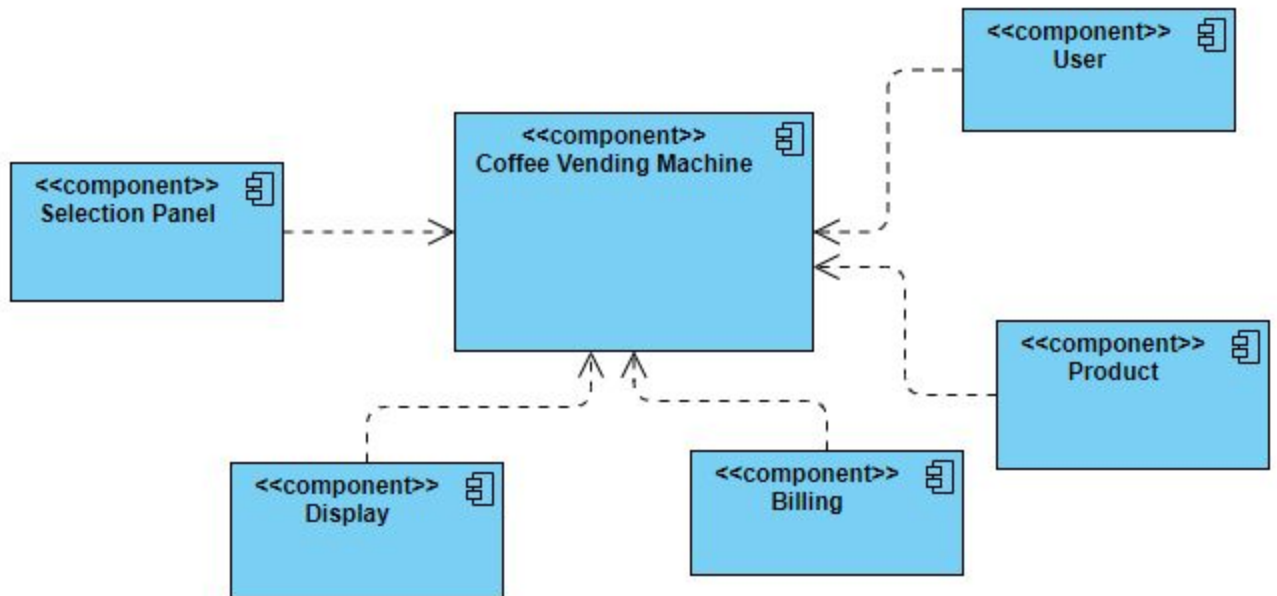 <<component>>
User
<<component>>
Coffee Vending Machine
<<component>>
Selection Panel
<<component>>
Product
<<component>>
Display
<<component>>
Billing